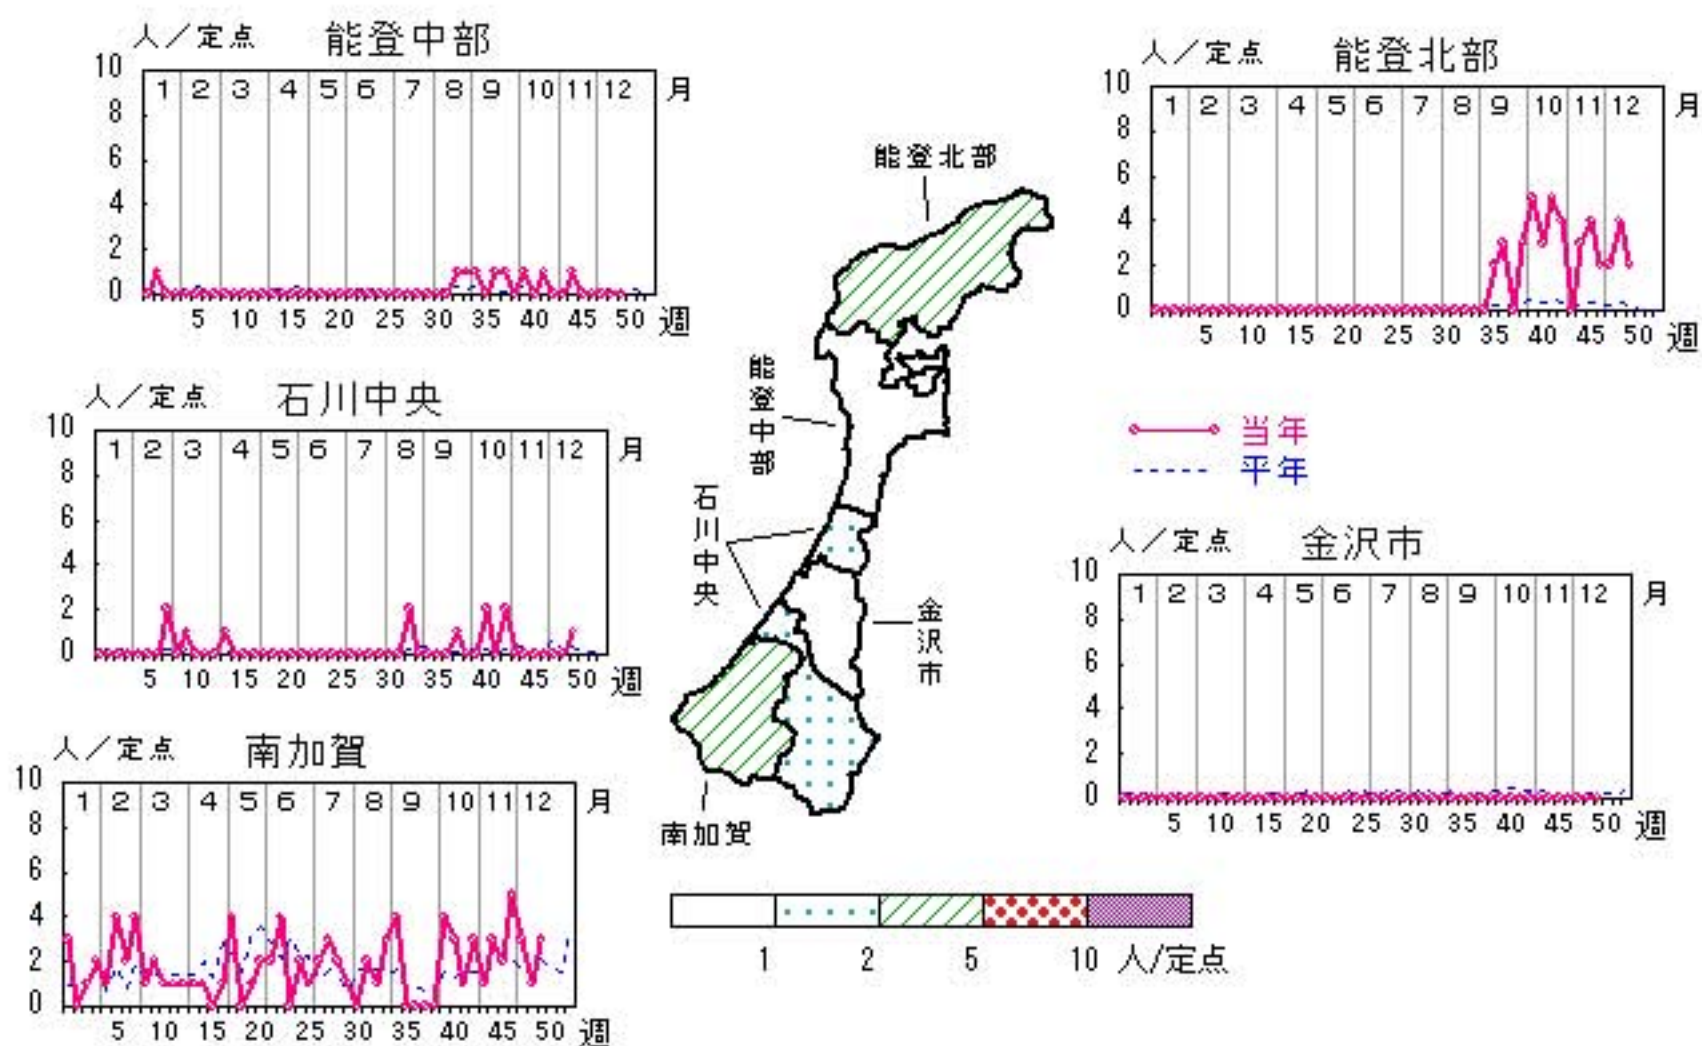 人／定点 能登中部
10 8 6 4 2 0
1 2 3 4 5 6 7 8 9 10 11 12 月
5 10 15 20 25 30 35 40 45 50 週
人／定点 能登北部
10 8 6 4 2 0
1 2 3 4 5 6 7 8 9 10 11 12 月
5 10 15 20 25 30 35 40 45 50 週
人／定点 石川中央
10 8 6 4 2 0
1 2 3 4 5 6 7 8 9 10 11 12 月
5 10 15 20 25 30 35 40 45 50 週
能登北部
能登中部
石川中央
金沢市
南加賀
当年
平年
人／定点 金沢市
10 8 6 4 2 0
1 2 3 4 5 6 7 8 9 10 11 12 月
5 10 15 20 25 30 35 40 45 50 週
人／定点 南加賀
10 8 6 4 2 0
1 2 3 4 5 6 7 8 9 10 11 12 月
5 10 15 20 25 30 35 40 45 50 週
1 2 5 10 人/定点